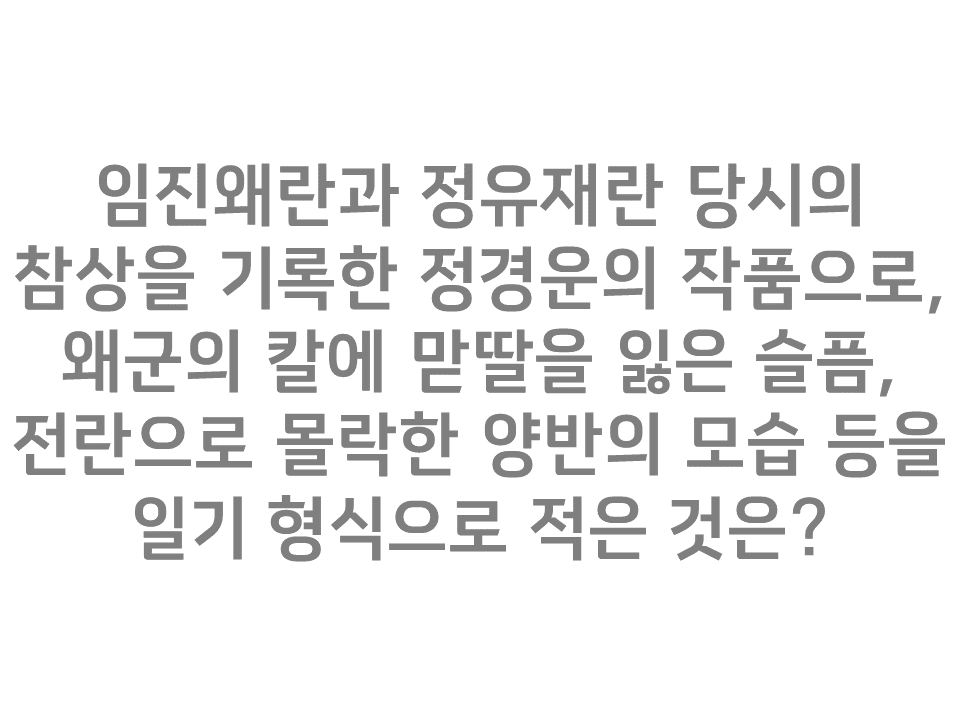 임진왜란과 정유재란 당시의
참상을 기록한 정경운의 작품으로,
왜군의 칼에 맏딸을 잃은 슬픔,
전란으로 몰락한 양반의 모습 등을
일기 형식으로 적은 것은?